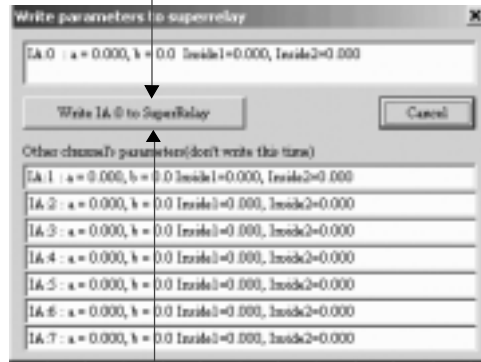 Write parameters to superrelay
IA:0 : a = 0.000, b = 0.0 Inside1=0.000, Inside2=0.000
Write IA:0 to SuperRelay
Cancel
Other channel's parameters(don't write this time)
IA:1 : a = 0.000, b = 0.0 Inside1=0.000, Inside2=0.000
IA:2 : a = 0.000, b = 0.0 Inside1=0.000, Inside2=0.000
IA:3 : a = 0.000, b = 0.0 Inside1=0.000, Inside2=0.000
IA:4 : a = 0.000, b = 0.0 Inside1=0.000, Inside2=0.000
IA:5 : a = 0.000, b = 0.0 Inside1=0.000, Inside2=0.000
IA:6 : a = 0.000, b = 0.0 Inside1=0.000, Inside2=0.000
IA:7 : a = 0.000, b = 0.0 Inside1=0.000, Inside2=0.000